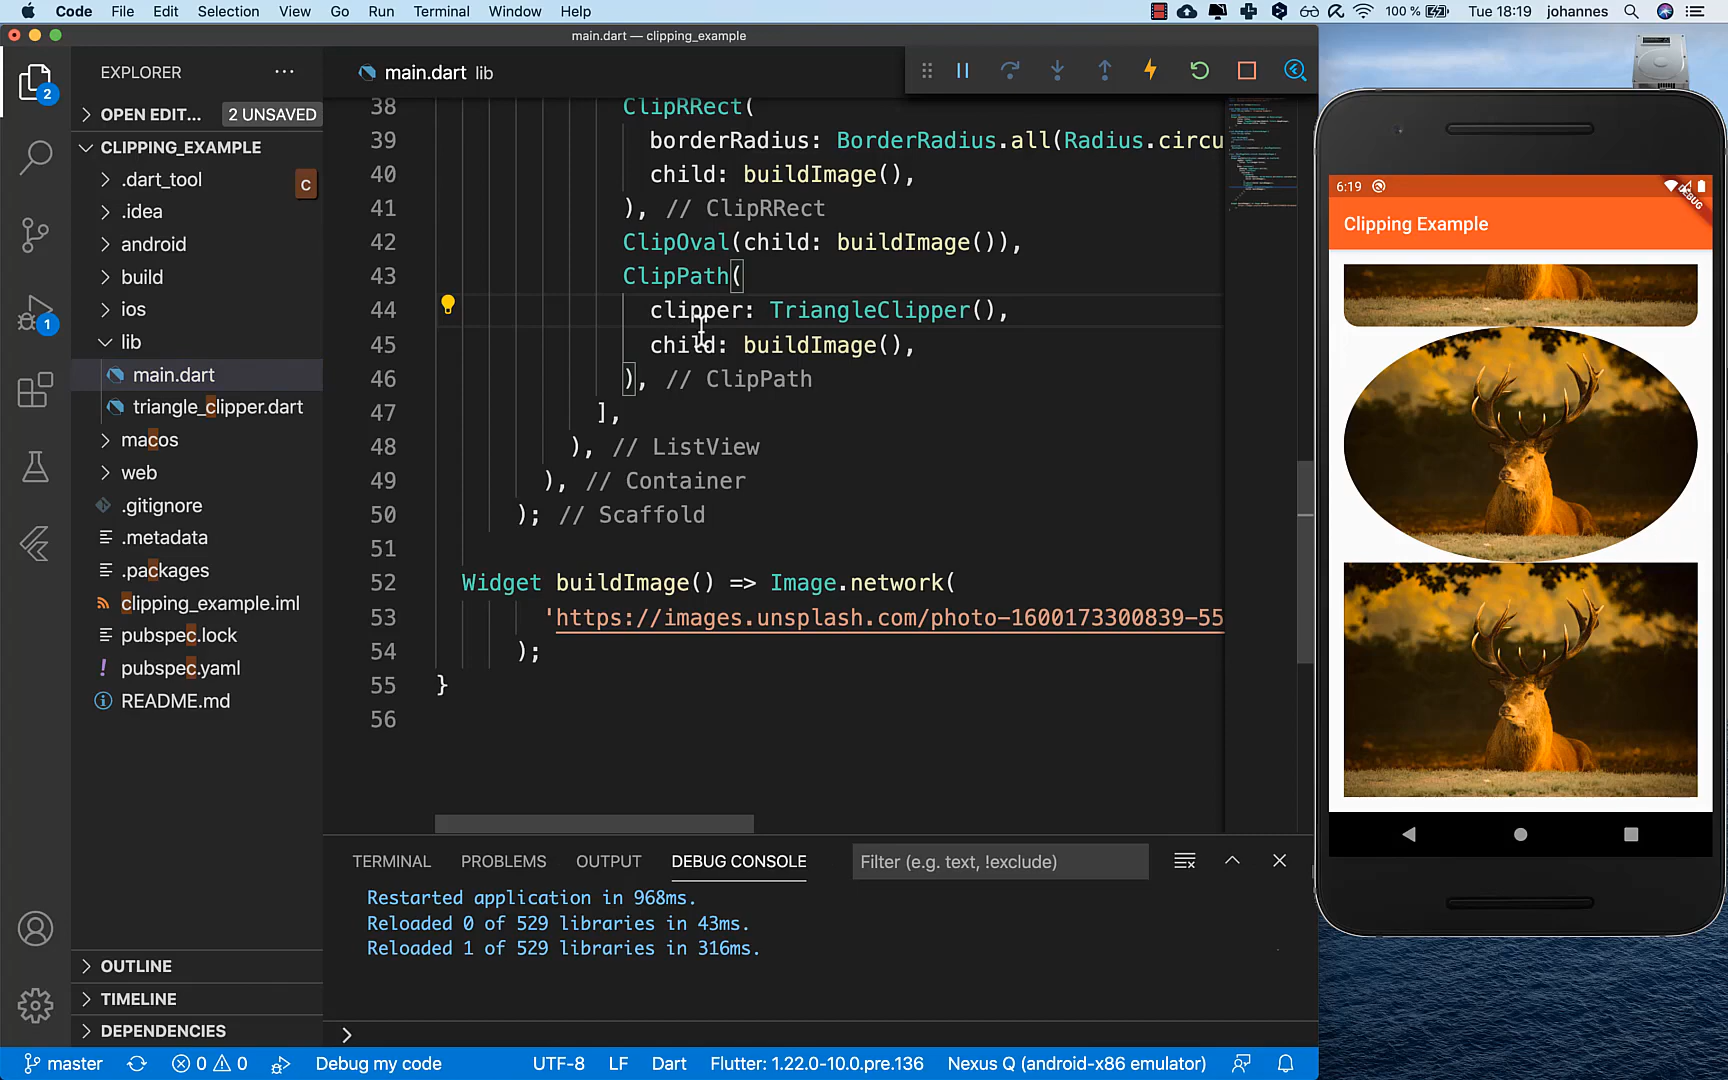 Code File Edit Selection View Go Run Terminal Window Help 100 % Tue 18:19 johannes
main.dart — clipping_example
EXPLORER
OPEN EDIT... 2 UNSAVED
CLIPPING_EXAMPLE
.dart_tool C
.idea
android
build
ios
lib
main.dart
triangle_clipper.dart
macos
web
.gitignore
.metadata
.packages
clipping_example.iml
pubspec.lock
pubspec.yaml
README.md
OUTLINE
TIMELINE
DEPENDENCIES
2
1
main.dart lib
38 ClipRRect(
39 borderRadius: BorderRadius.all(Radius.circu
40 child: buildImage(),
41 ), // ClipRRect
42 ClipOval(child: buildImage()),
43 ClipPath(
44 clipper: TriangleClipper(),
45 child: buildImage(),
46 ), // ClipPath
47 ],
48 ), // ListView
49 ), // Container
50 ); // Scaffold
51
52 Widget buildImage() => Image.network(
53 'https://images.unsplash.com/photo-1600173300839-55
54 );
55 }
56
TERMINAL PROBLEMS OUTPUT DEBUG CONSOLE Filter (e.g. text, !exclude)
Restarted application in 968ms.
Reloaded 0 of 529 libraries in 43ms.
Reloaded 1 of 529 libraries in 316ms.
master 0 0 Debug my code UTF-8 LF Dart Flutter: 1.22.0-10.0.pre.136 Nexus Q (android-x86 emulator)
6:19
DEBUG
Clipping Example